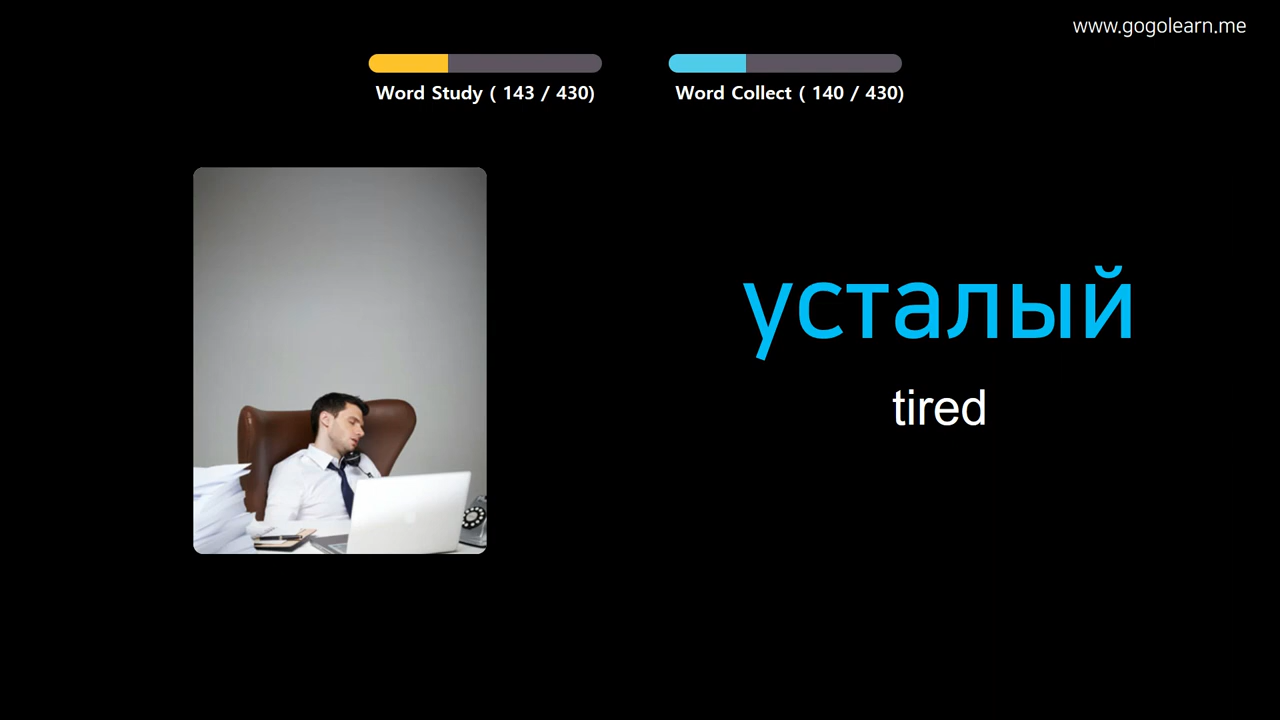 www.gogolearn.me
Word Study ( 143 / 430)
Word Collect ( 140 / 430)
усталый
tired